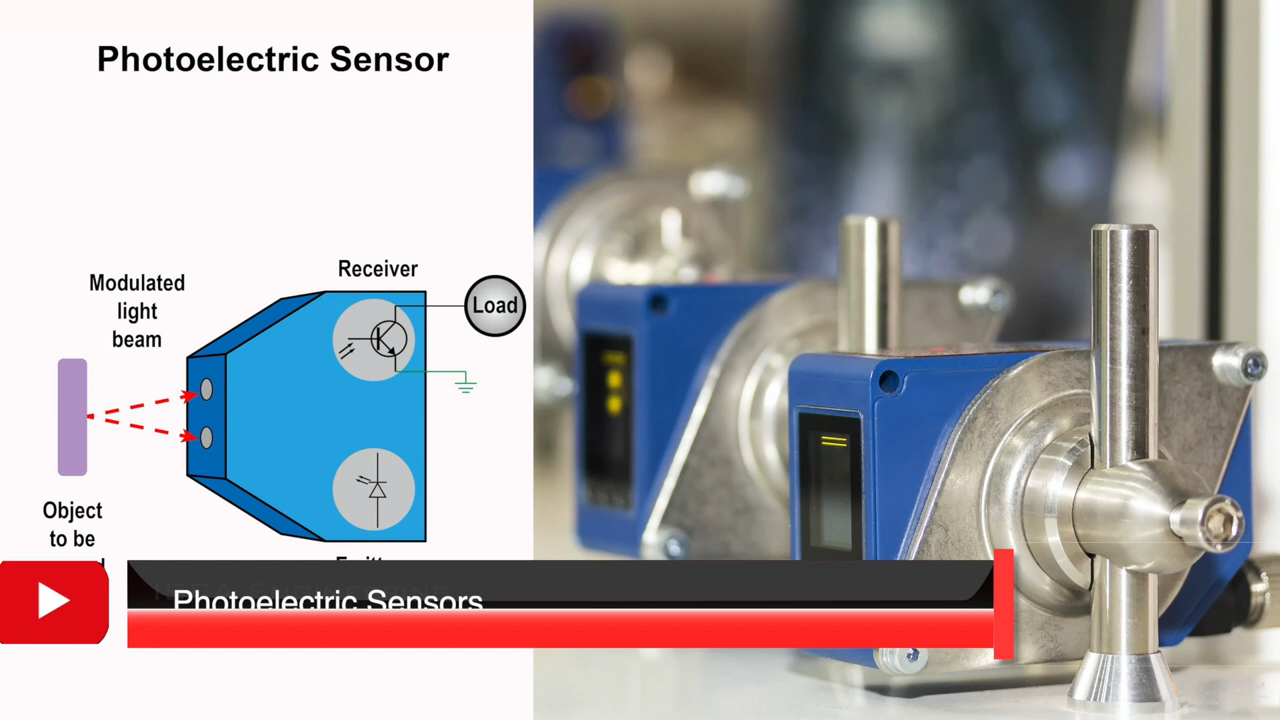 Photoelectric Sensor
Receiver
Modulated
light
beam
Load
Object
to be
Photoelectric Sensors